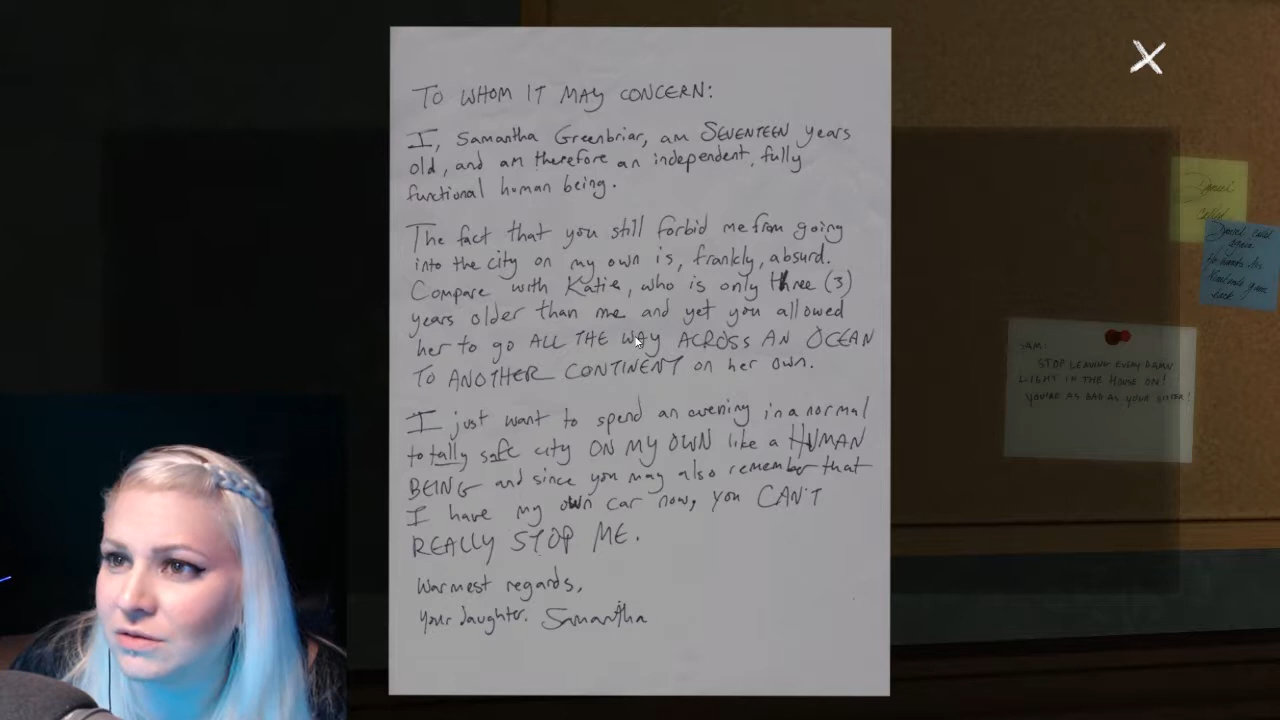 TO WHOM IT MAY CONCERN:
I, Samantha Greenbriar, am SEVENTEEN years
old, and am therefore an independent, fully
functional human being.
The fact that you still forbid me from going
into the city on my own is, frankly, absurd.
Compare with Katie, who is only three (3)
years older than me and yet you allowed
her to go ALL THE WAY ACROSS AN OCEAN
TO ANOTHER CONTINENT on her own.
I just want to spend an evening in a normal
totally safe city ON MY OWN like a HUMAN
BEING and since you may also remember that
I have my own car now, you CAN'T
REALLY STOP ME.
Warmest regards,
Your daughter. Samantha
SAM:
STOP LEAVING EVERY DAMN
LIGHT IN THE HOUSE ON!
YOU'RE AS BAD AS YOUR SISTER!